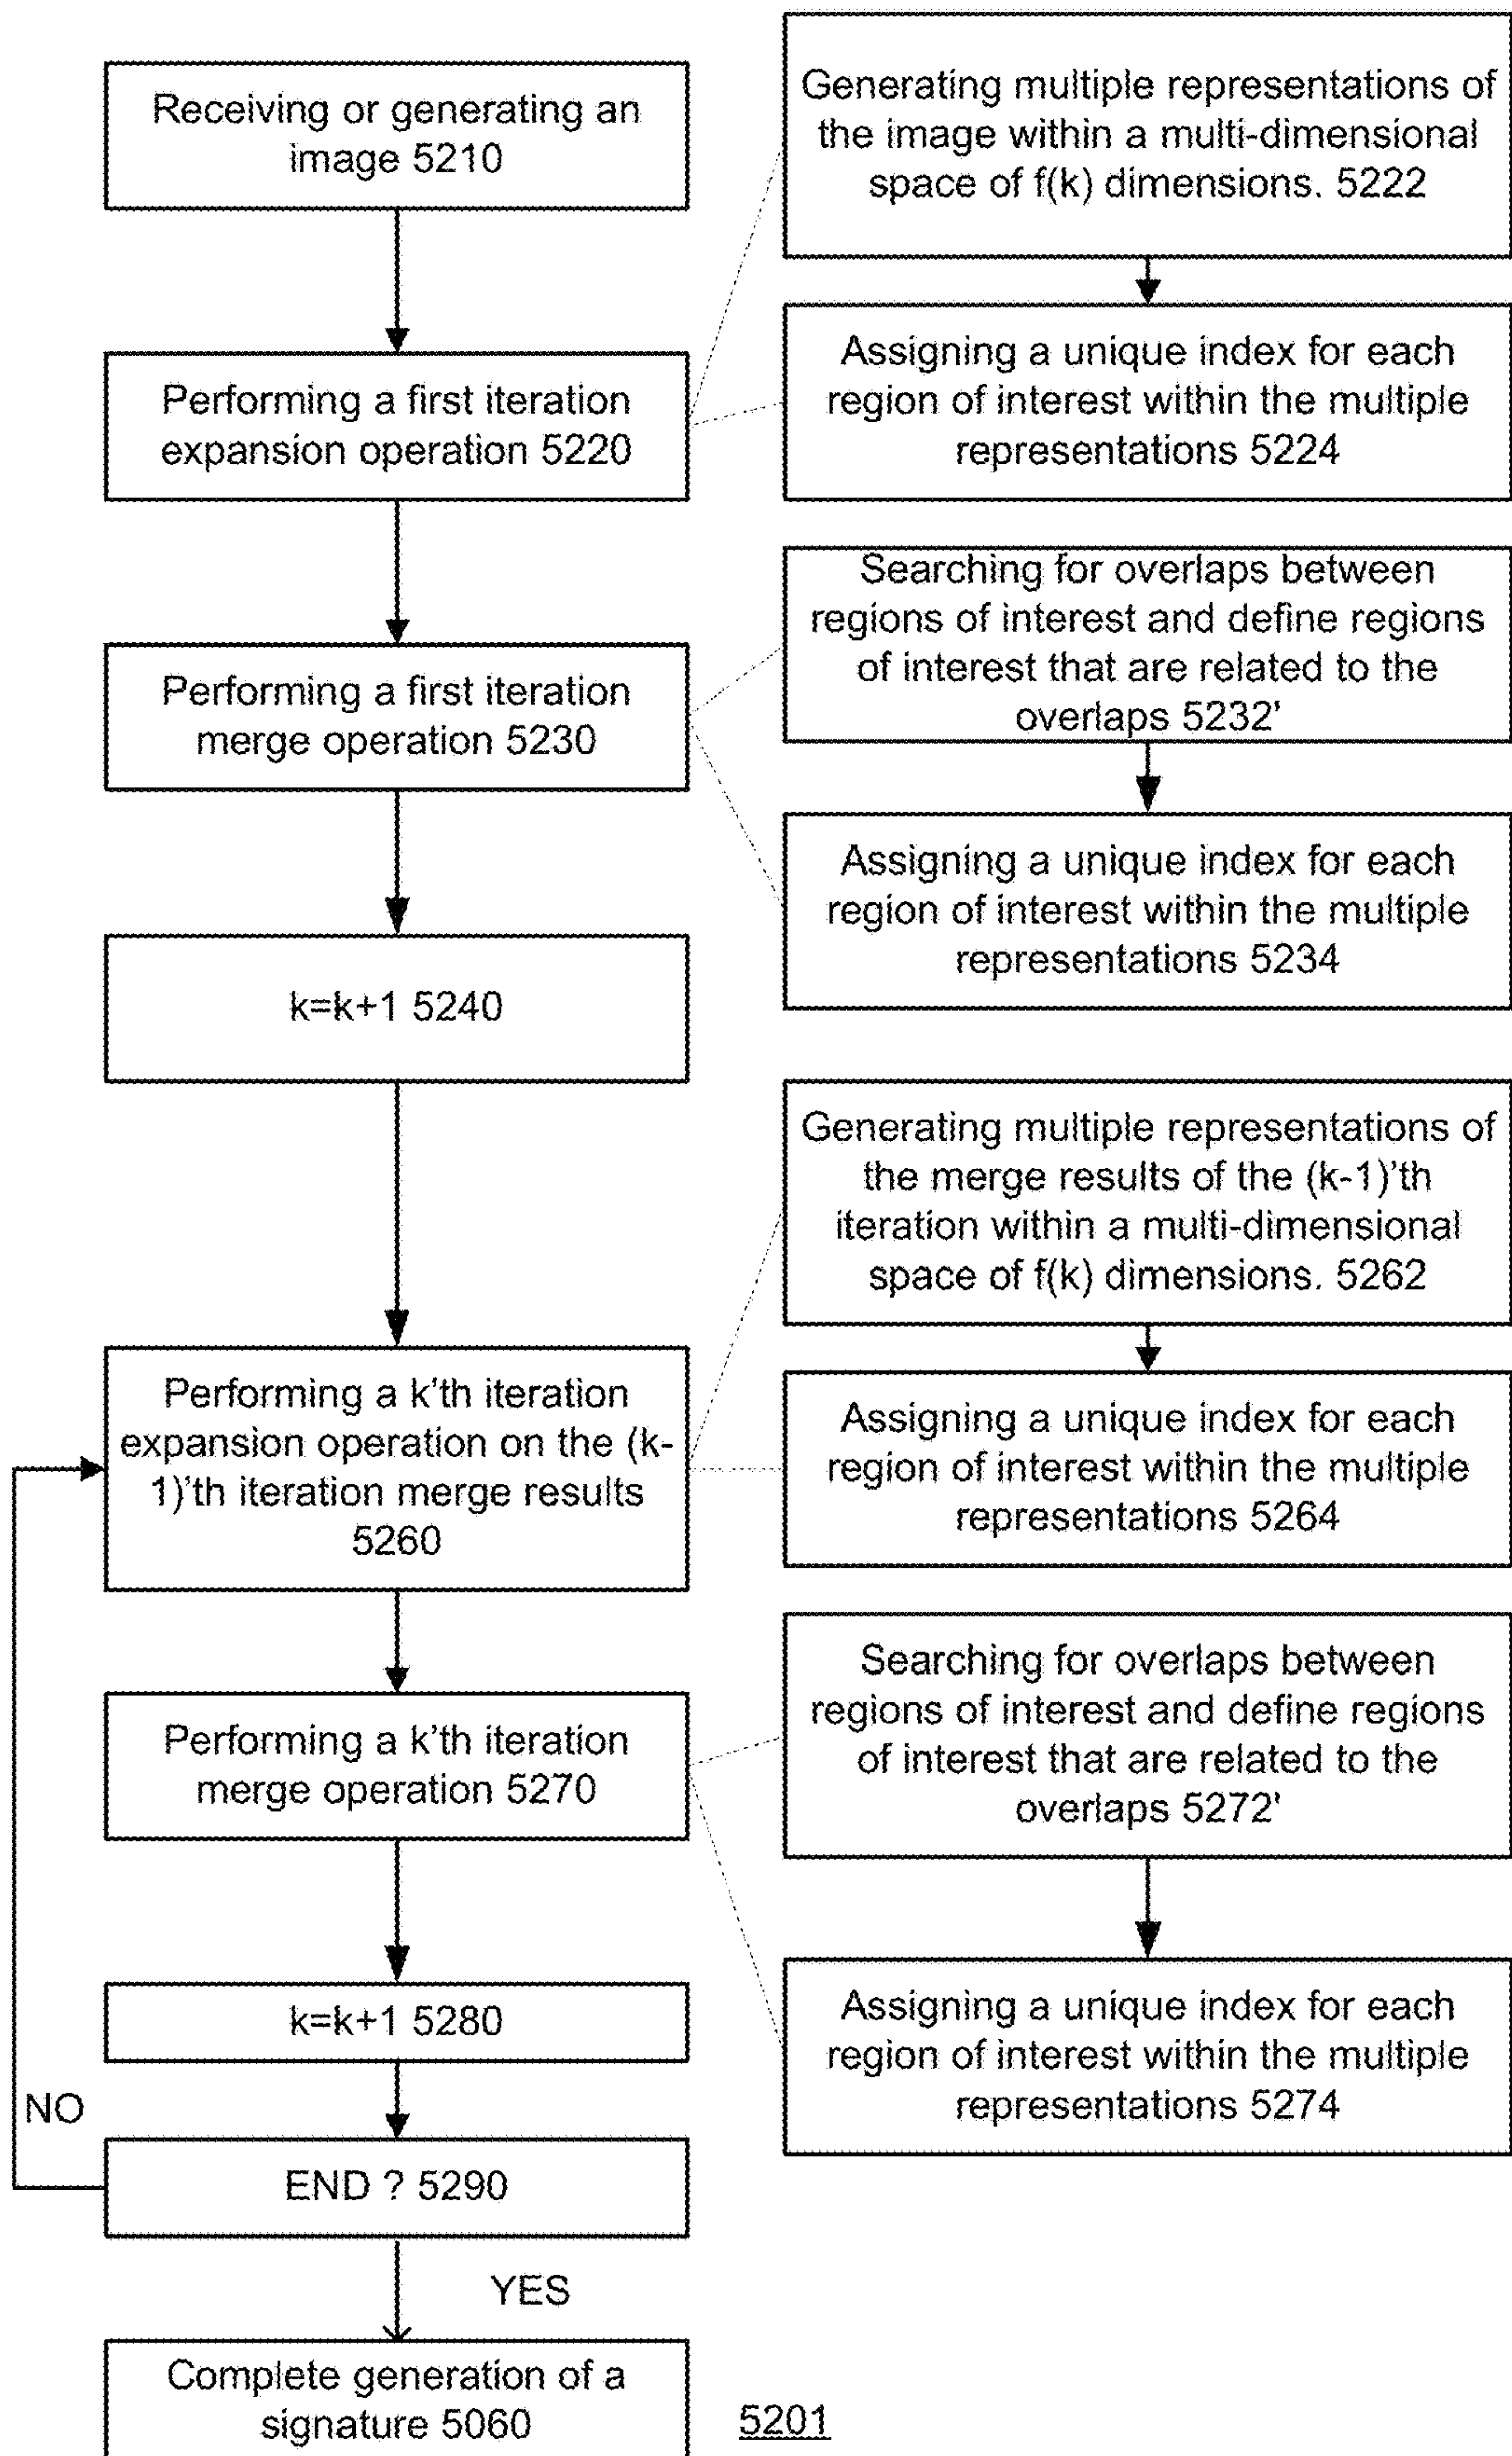 Receiving or generating an
image 5210
Generating multiple representations of
the image within a multi-dimensional
space of f(k) dimensions. 5222
Performing a first iteration
expansion operation 5220
Assigning a unique index for each
region of interest within the multiple
representations 5224
Performing a first iteration
merge operation 5230
Searching for overlaps between
regions of interest and define regions
of interest that are related to the
overlaps 5232'
Assigning a unique index for each
region of interest within the multiple
representations 5234
k=k+1 5240
Generating multiple representations of
the merge results of the (k-1)'th
iteration within a multi-dimensional
space of f(k) dimensions. 5262
Performing a k'th iteration
expansion operation on the (k-
1)'th iteration merge results
5260
Assigning a unique index for each
region of interest within the multiple
representations 5264
Performing a k'th iteration
merge operation 5270
Searching for overlaps between
regions of interest and define regions
of interest that are related to the
overlaps 5272'
Assigning a unique index for each
region of interest within the multiple
representations 5274
k=k+1 5280
NO
END ? 5290
YES
Complete generation of a
signature 5060
5201